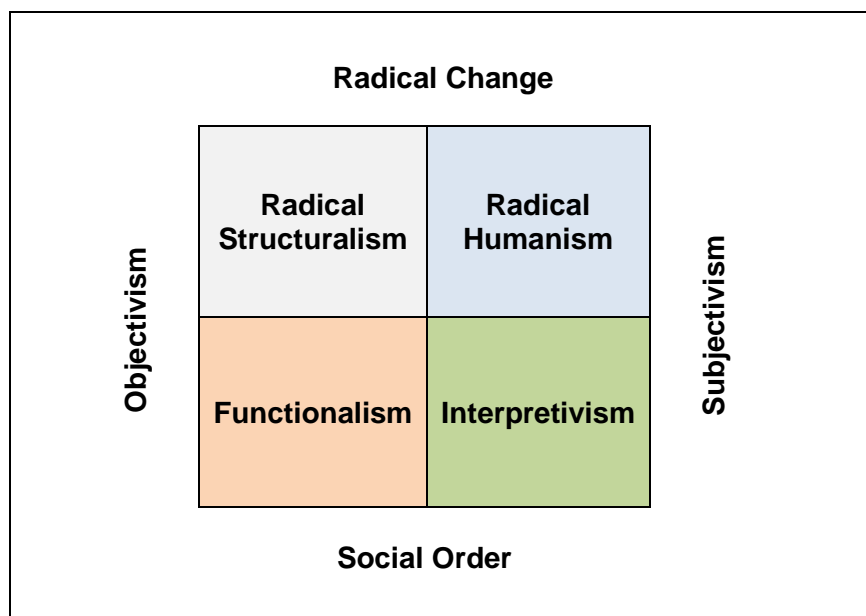 Radical Change
Radical
Structuralism
Radical
Humanism
Objectivism
Subjectivism
Functionalism
Interpretivism
Social Order